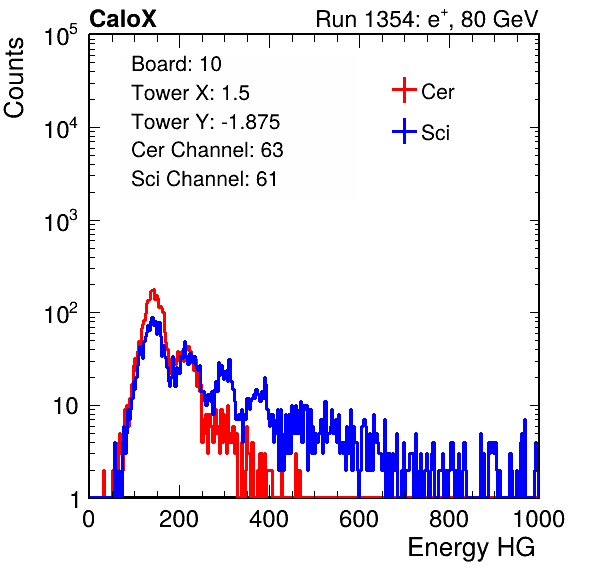 CaloX Run 1354: e⁺, 80 GeV
Counts
10⁵
10⁴
10³
10²
10
1
Board: 10
Tower X: 1.5
Tower Y: -1.875
Cer Channel: 63
Sci Channel: 61
Cer
Sci
0 200 400 600 800 1000
Energy HG